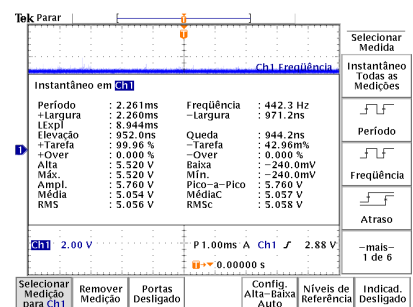 Tek Parar
Selecionar
Medida
Ch1 Freqüência
Instantâneo
Todas as
Medições
Instantâneo em Ch1
Período : 2.261ms Freqüência : 442.3 Hz
+Largura : 2.260ms −Largura : 971.2ns
LExpl : 8.944ms
Elevação : 952.0ns Queda : 944.2ns
+Tarefa : 99.96 % −Tarefa : 42.96m%
+Over : 0.000 % −Over : 0.000 %
Alta : 5.520 V Baixa : −240.0mV
Máx. : 5.520 V Mín. : −240.0mV
Ampl. : 5.760 V Pico−a−Pico : 5.760 V
Média : 5.054 V MédiaC : 5.057 V
RMS : 5.056 V RMSc : 5.058 V
Período
Freqüência
Atraso
−mais−
1 de 6
1
Ch1 2.00 V P 1.00ms A Ch1 2.88 V
0.00000 s
Selecionar
Medição
para Ch1
Remover
Medição
Portas
Desligado
Config.
Alta−Baixa
Auto
Níveis de
Referência
Indicad.
Desligado